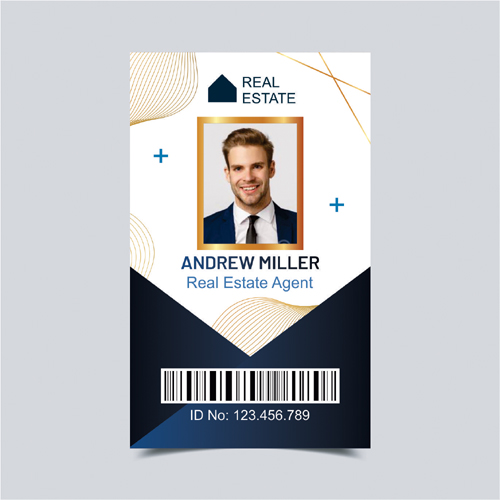 REAL
ESTATE
ANDREW MILLER
Real Estate Agent
ID No: 123.456.789